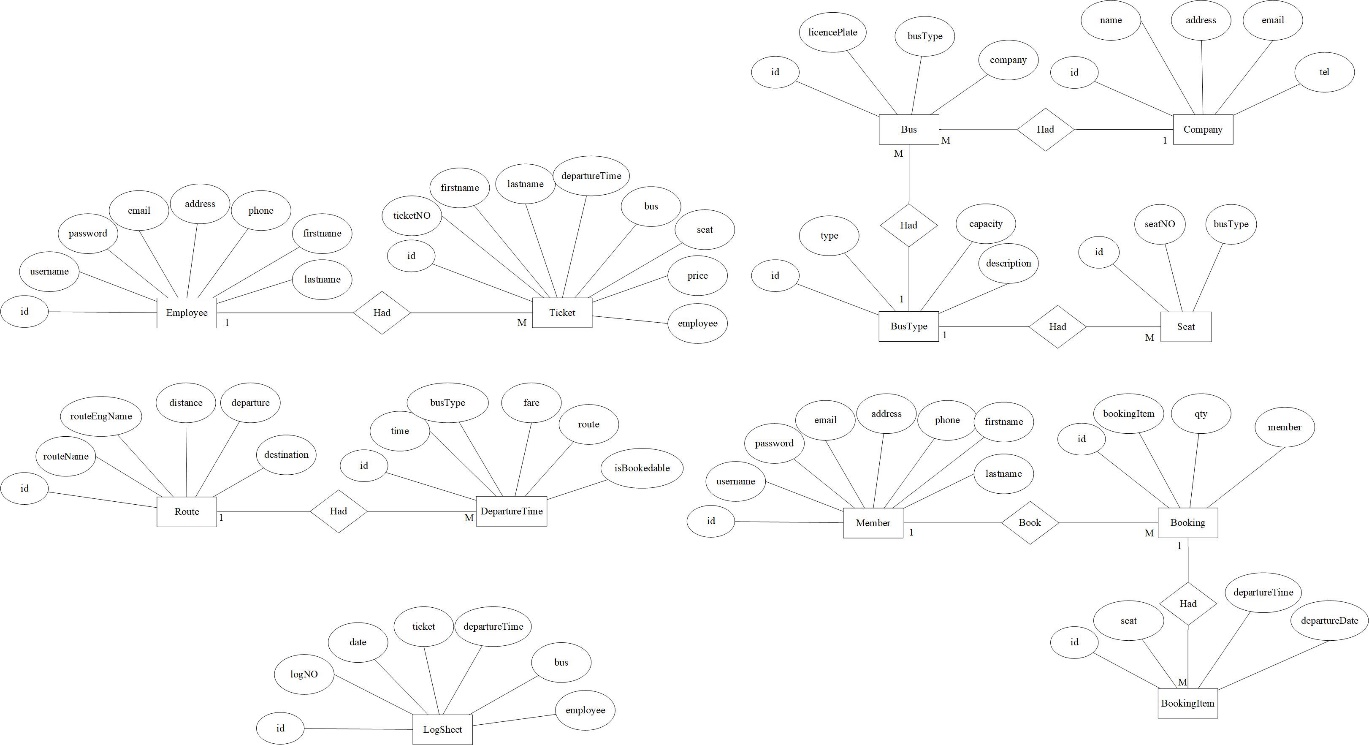 licencePlate
busType
company
id
name
address
email
tel
id
Bus
M
Had
1
Company
M
Had
1
type
capacity
description
id
BusType
1
Had
M
Seat
id
seatNO
busType
username
password
email
address
phone
firstname
lastname
id
Employee
1
Had
M
Ticket
id
ticketNO
firstname
lastname
departureTime
bus
seat
price
employee
id
routeName
routeEngName
distance
departure
destination
Route
1
Had
M
DepartureTime
id
time
busType
fare
route
isBookedable
id
username
password
email
address
phone
firstname
lastname
Member
1
Book
M
Booking
id
bookingItem
qty
member
1
Had
M
BookingItem
id
seat
departureTime
departureDate
id
logNO
date
ticket
departureTime
bus
employee
LogSheet